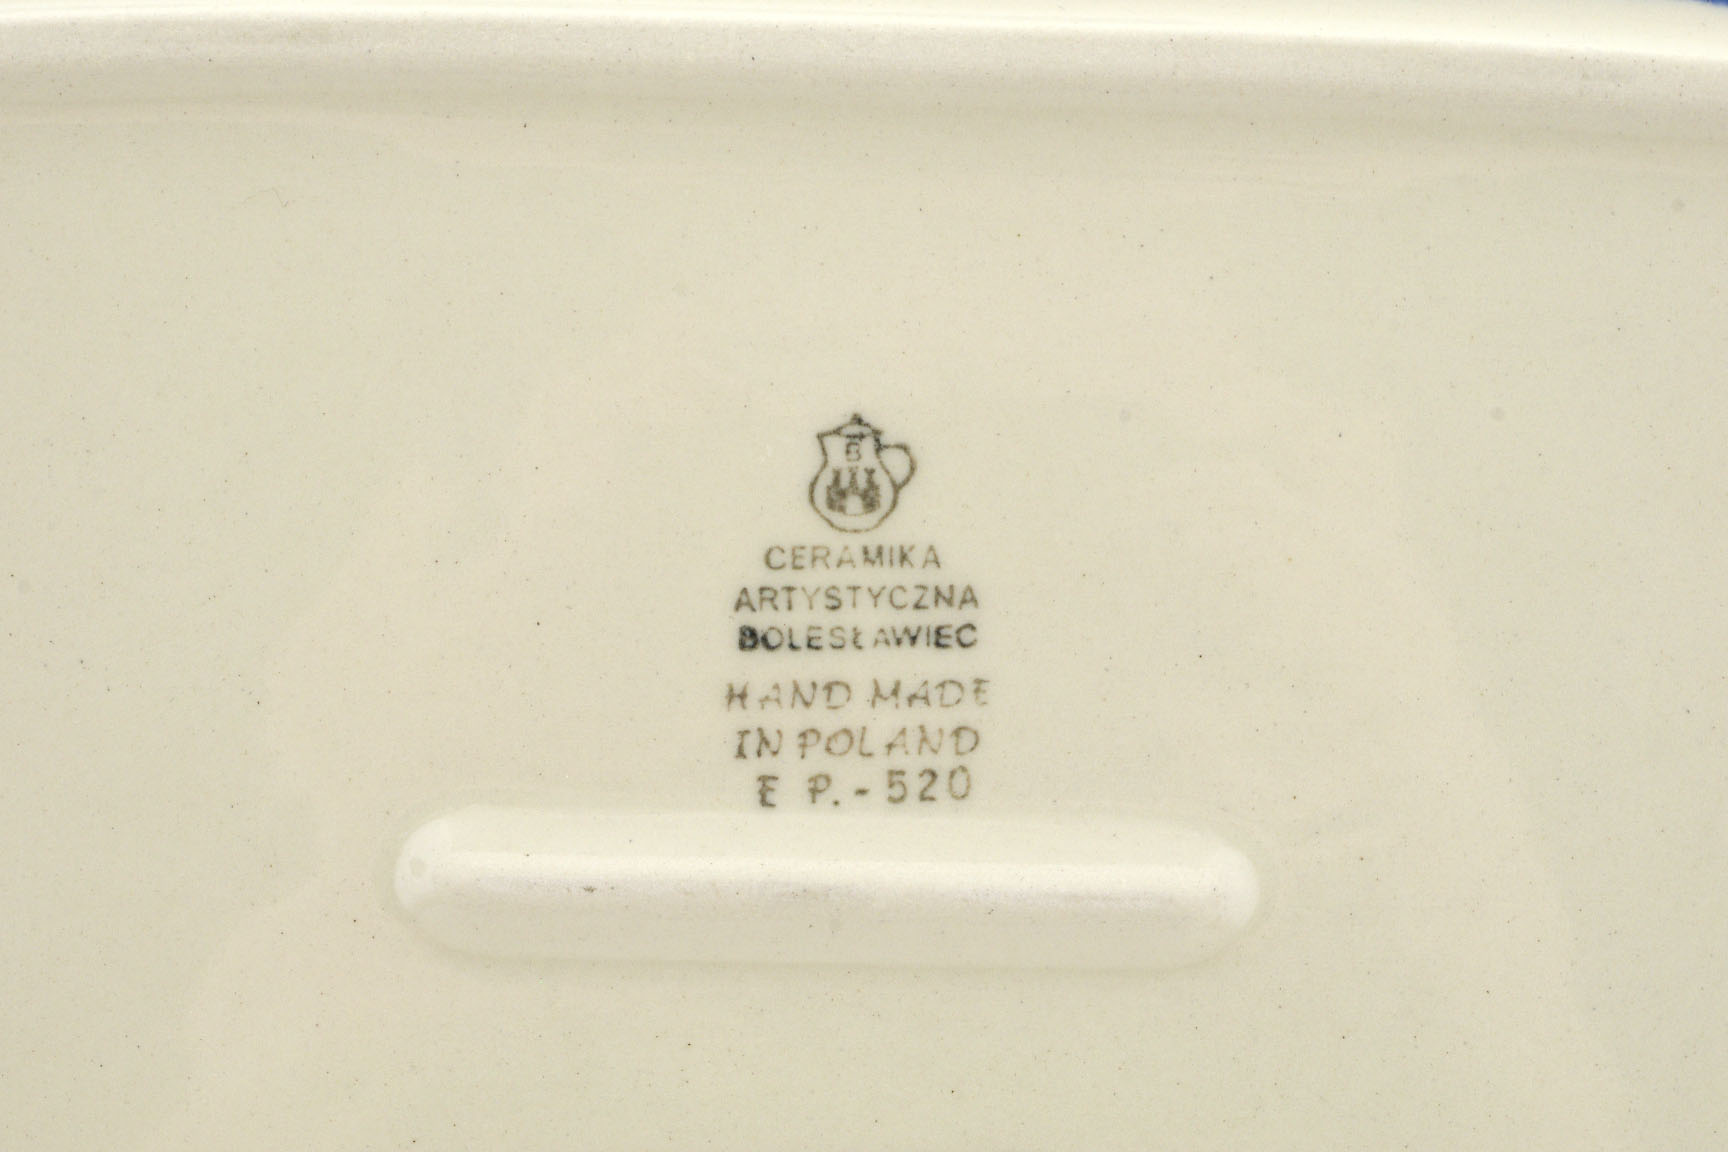 B
CERAMIKA
ARTYSTYCZNA
BOLESŁAWIEC
HAND MADE
IN POLAND
E P. - 520